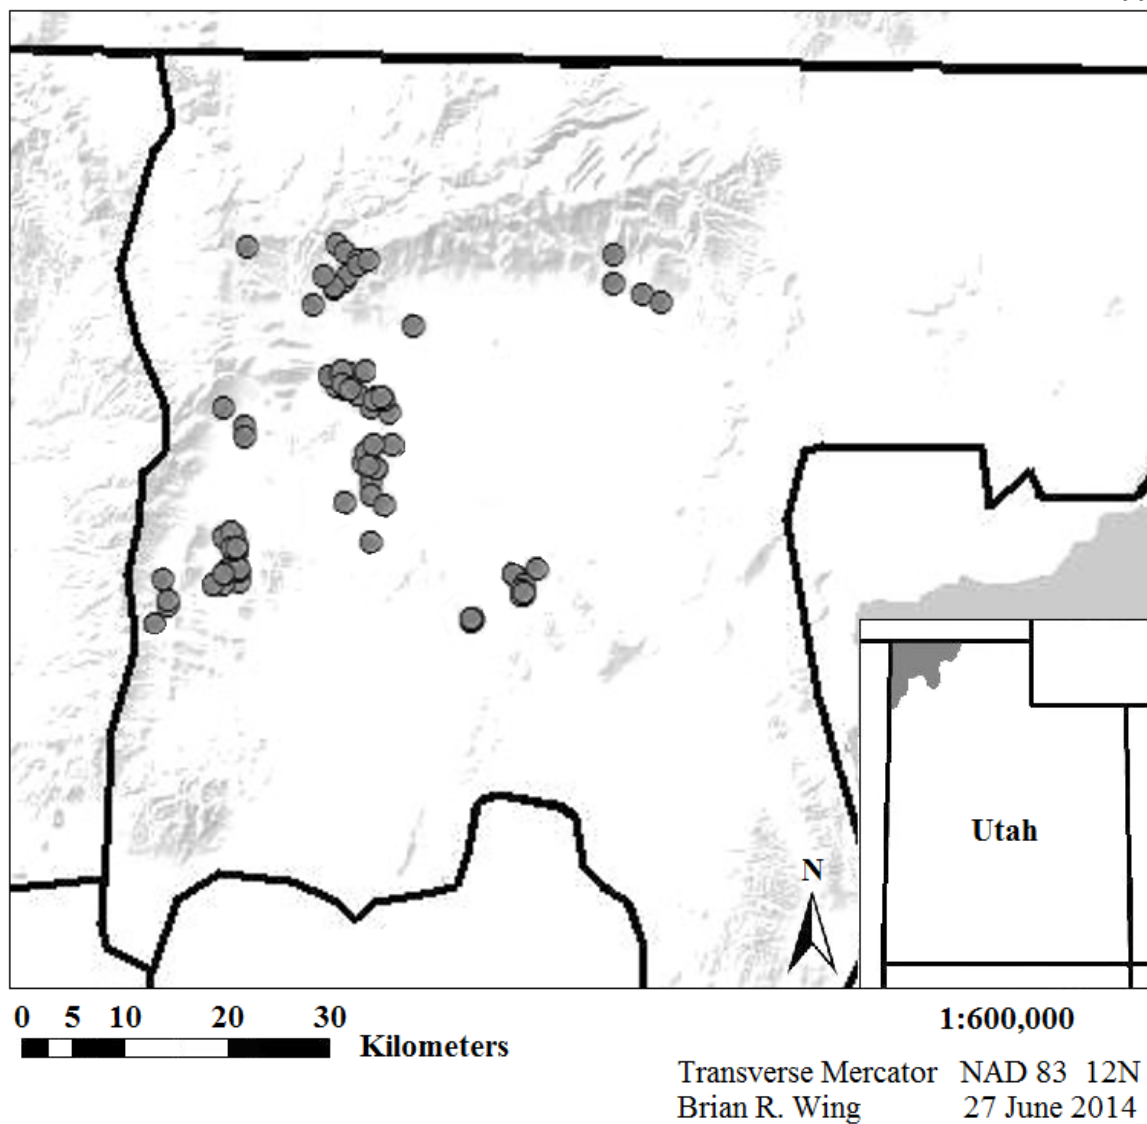 Utah
N
0 5 10 20 30
Kilometers
1:600,000
Transverse Mercator NAD 83 12N
Brian R. Wing 27 June 2014